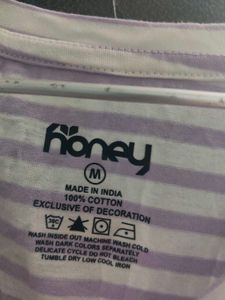 honey
M
MADE IN INDIA
100% COTTON
EXCLUSIVE OF DECORATION
WASH INSIDE OUT MACHINE WASH COLD
WASH DARK COLORS SEPARATELY
DELICATE CYCLE DO NOT BLEACH
TUMBLE DRY LOW COOL IRON